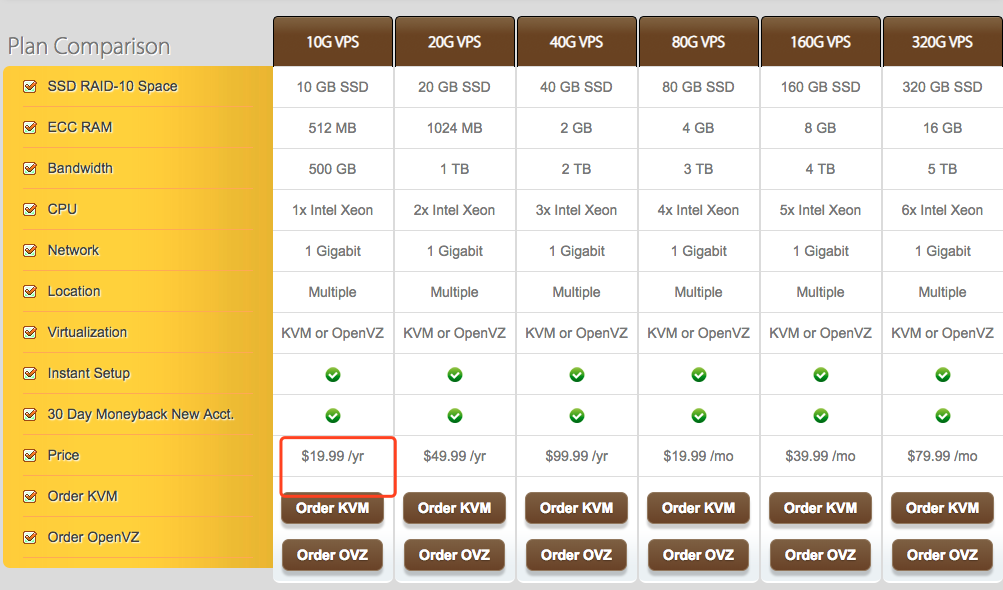 Plan Comparison 10G VPS 20G VPS 40G VPS 80G VPS 160G VPS 320G VPS
SSD RAID-10 Space 10 GB SSD 20 GB SSD 40 GB SSD 80 GB SSD 160 GB SSD 320 GB SSD
ECC RAM 512 MB 1024 MB 2 GB 4 GB 8 GB 16 GB
Bandwidth 500 GB 1 TB 2 TB 3 TB 4 TB 5 TB
CPU 1x Intel Xeon 2x Intel Xeon 3x Intel Xeon 4x Intel Xeon 5x Intel Xeon 6x Intel Xeon
Network 1 Gigabit 1 Gigabit 1 Gigabit 1 Gigabit 1 Gigabit 1 Gigabit
Location Multiple Multiple Multiple Multiple Multiple Multiple
Virtualization KVM or OpenVZ KVM or OpenVZ KVM or OpenVZ KVM or OpenVZ KVM or OpenVZ KVM or OpenVZ
Instant Setup
30 Day Moneyback New Acct.
Price $19.99 /yr $49.99 /yr $99.99 /yr $19.99 /mo $39.99 /mo $79.99 /mo
Order KVM Order KVM Order KVM Order KVM Order KVM Order KVM Order KVM
Order OpenVZ Order OVZ Order OVZ Order OVZ Order OVZ Order OVZ Order OVZ